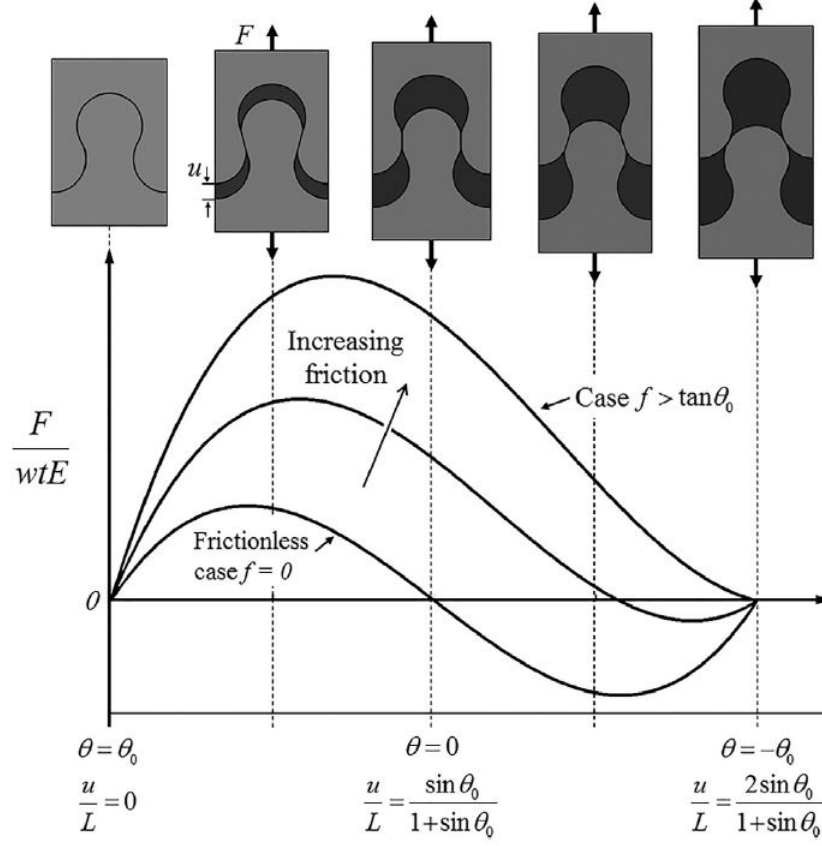 F
u
Increasing
friction
Case f > tanθ₀
F
wtE
Frictionless
case f = 0
0
θ = θ₀
θ = 0
θ = −θ₀
u/L = 0
u/L = sinθ₀/1+sinθ₀
u/L = 2sinθ₀/1+sinθ₀